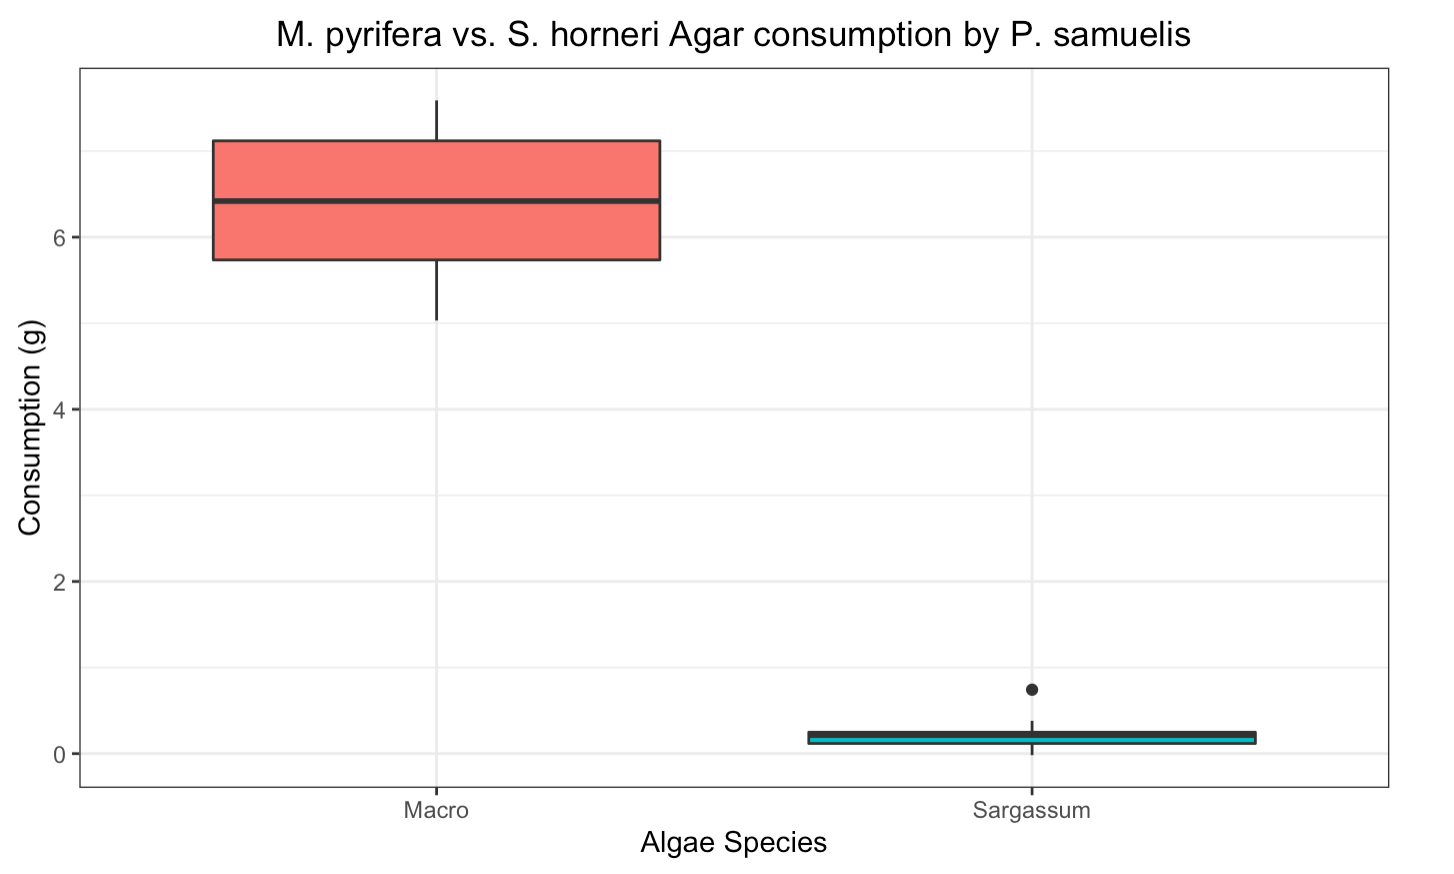 M. pyrifera vs. S. horneri Agar consumption by P. samuelis
Consumption (g)
6
4
2
0
Macro Sargassum
Algae Species